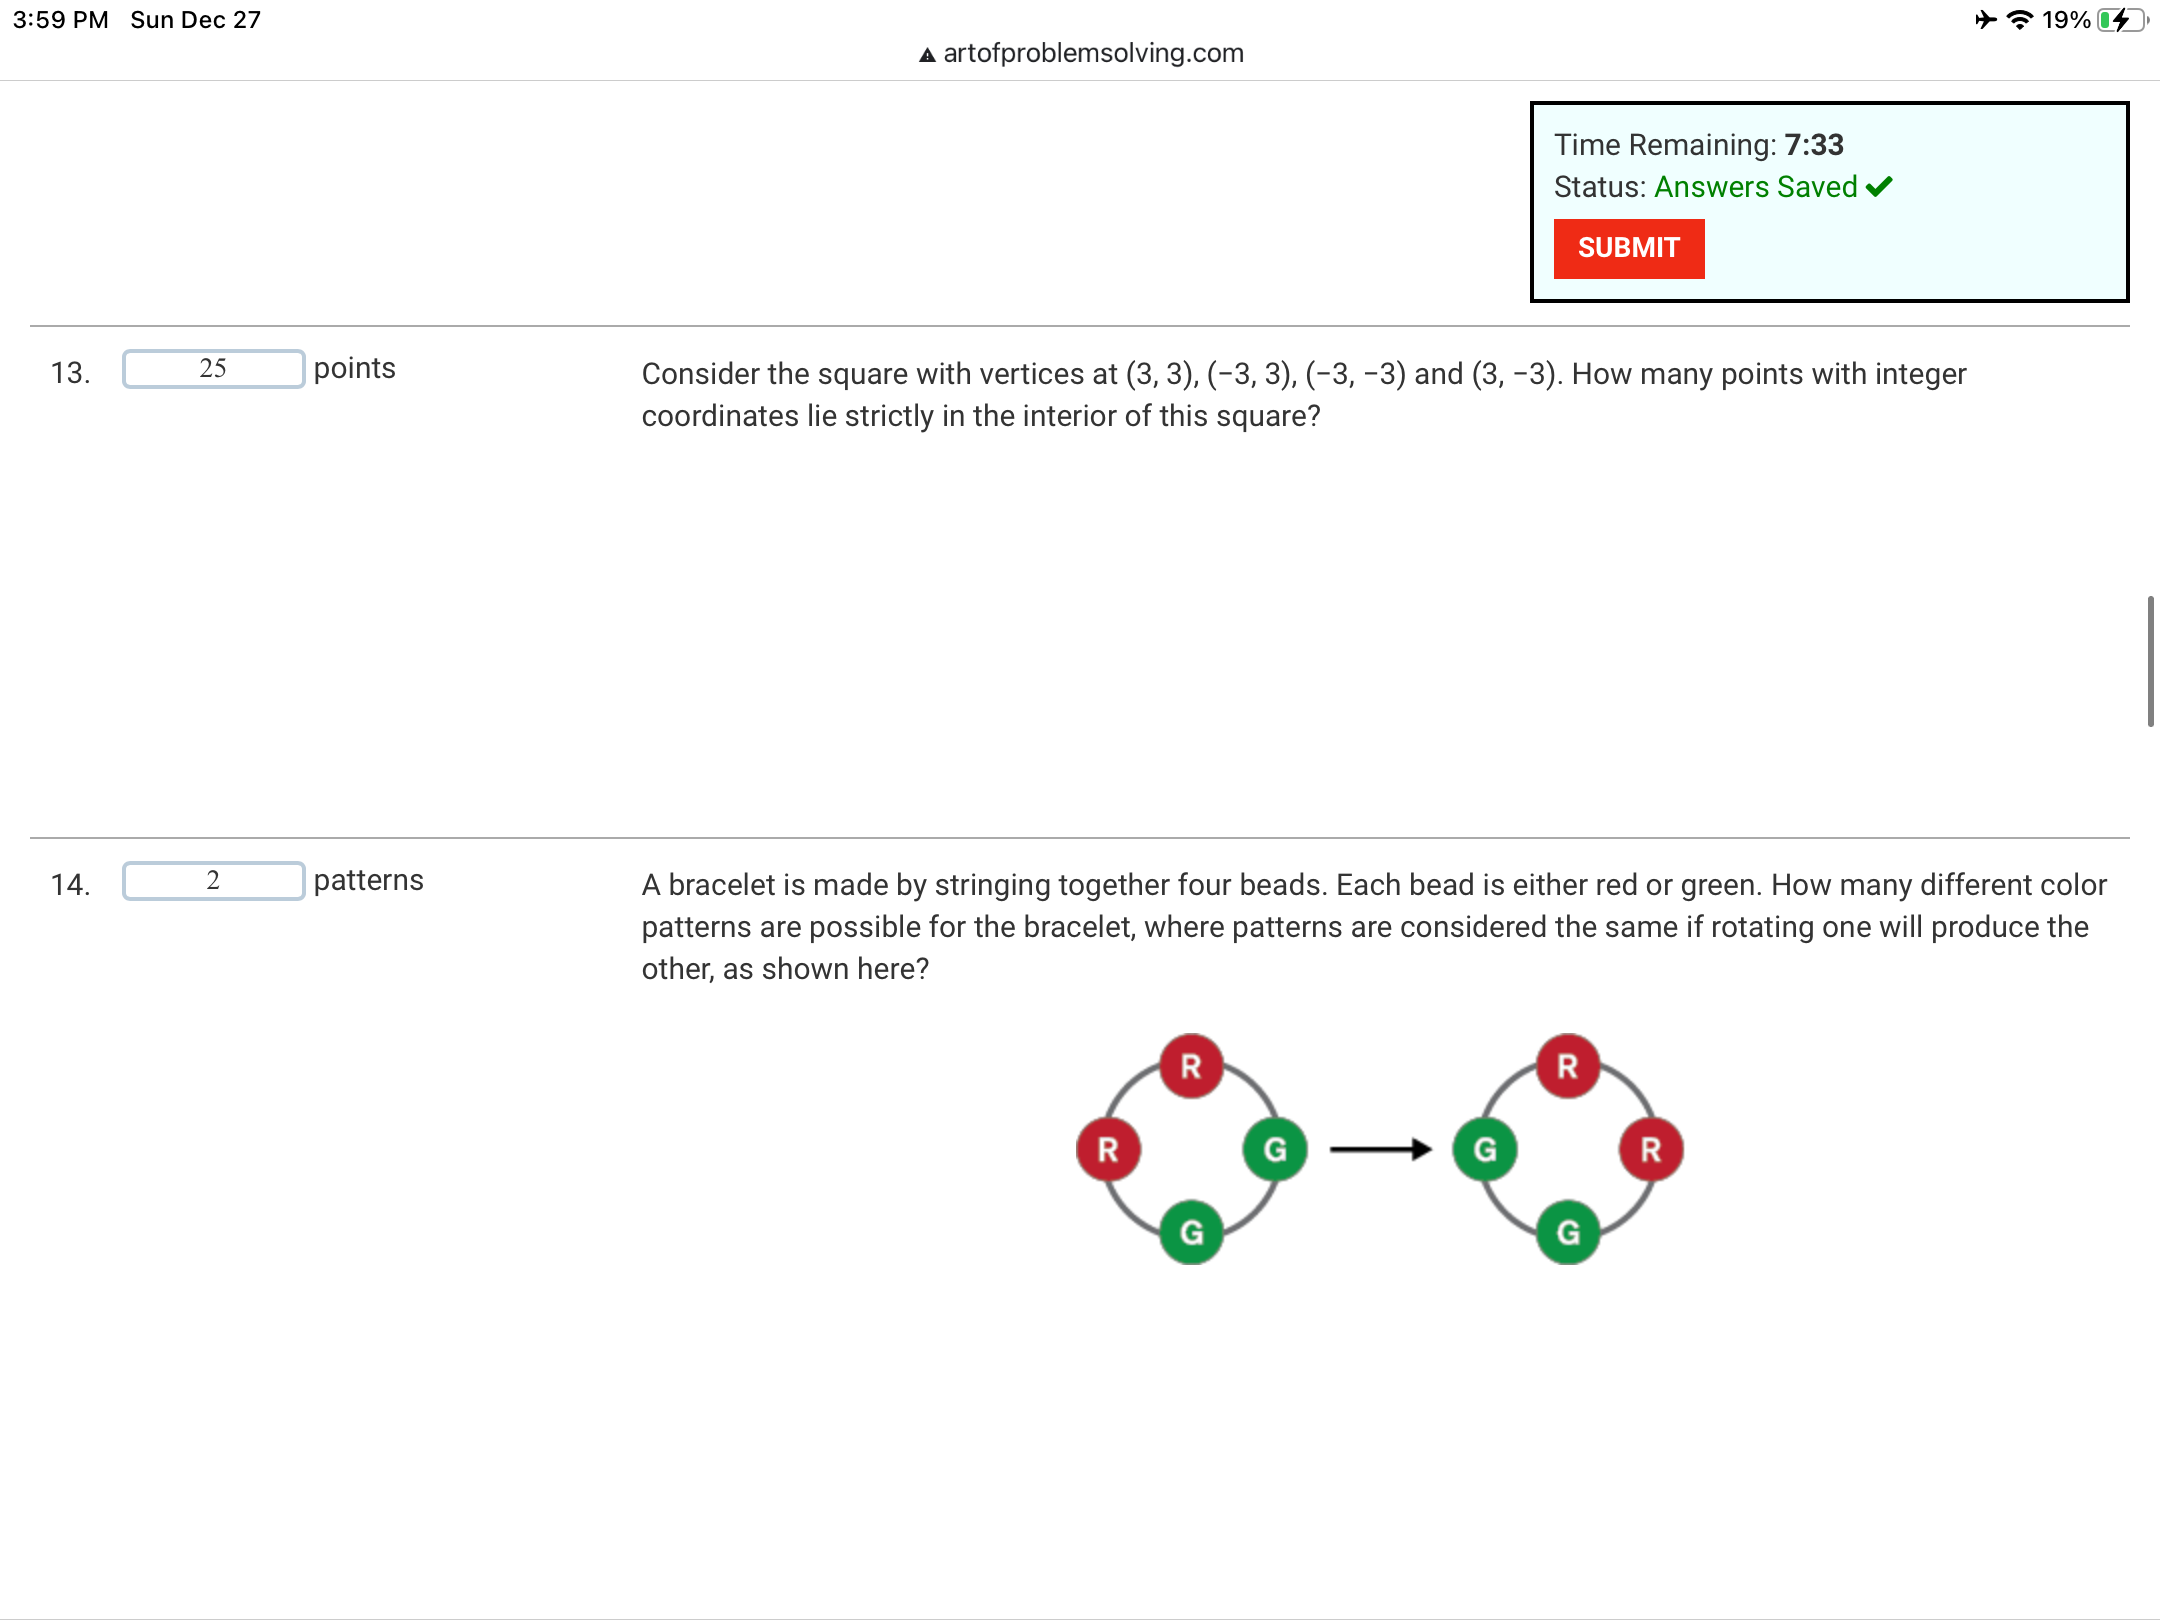 3:59 PM Sun Dec 27
19%
artofproblemsolving.com
Time Remaining: 7:33
Status: Answers Saved
SUBMIT
13. 25 points
Consider the square with vertices at (3, 3), (−3, 3), (−3, −3) and (3, −3). How many points with integer
coordinates lie strictly in the interior of this square?
14. 2 patterns
A bracelet is made by stringing together four beads. Each bead is either red or green. How many different color
patterns are possible for the bracelet, where patterns are considered the same if rotating one will produce the
other, as shown here?
R R
R G G R
G G